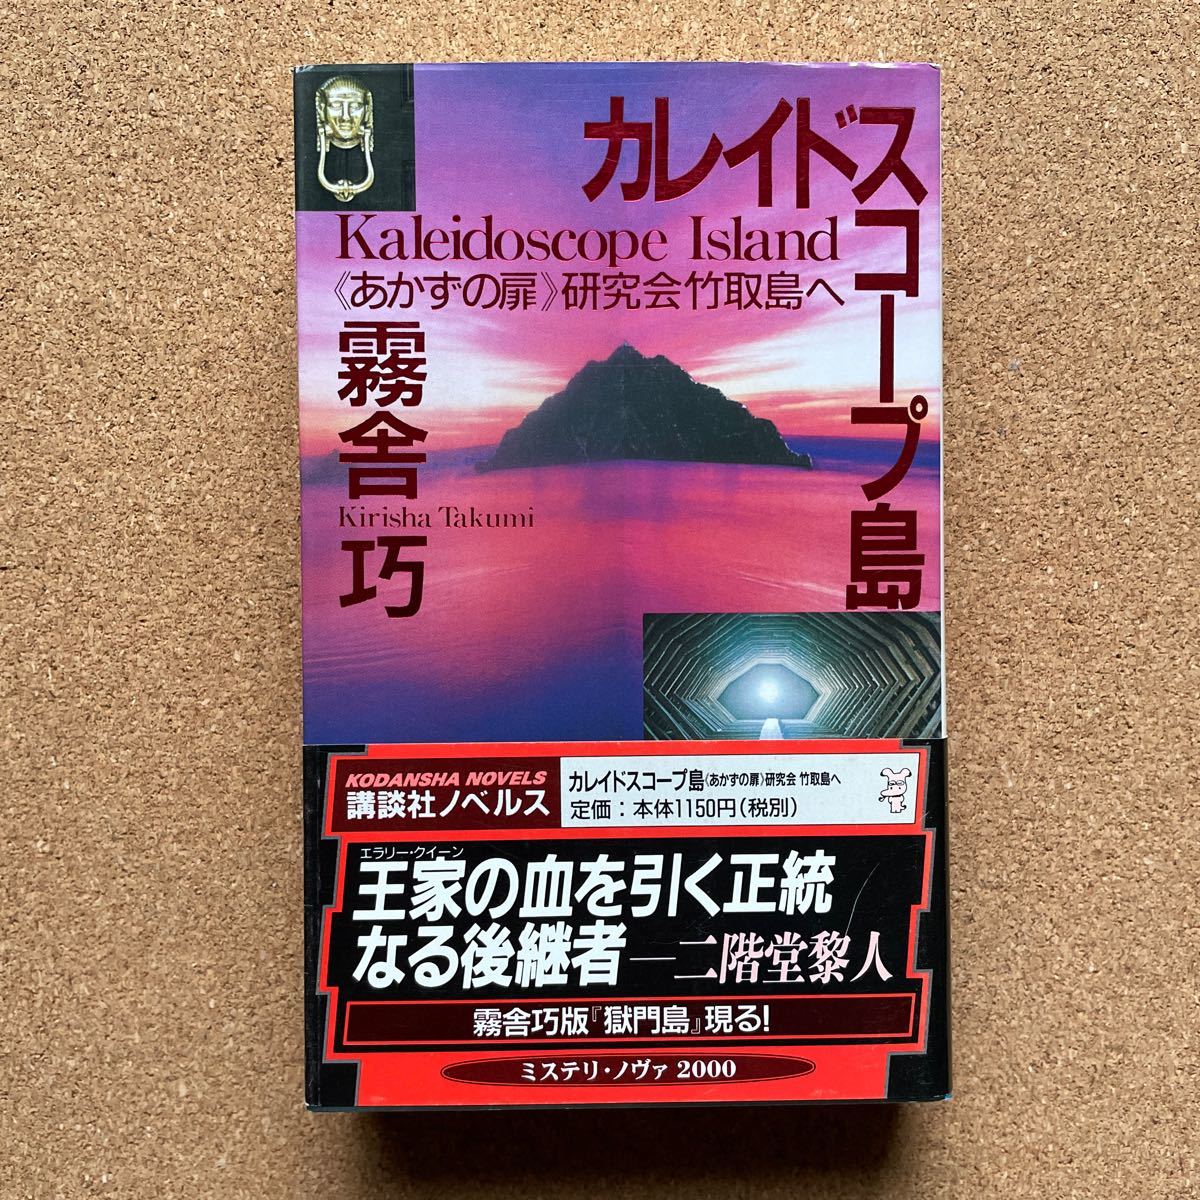 カレイドスコープ島
Kaleidoscope Island
《あかずの扉》研究会竹取島へ
霧舎巧
Kirisha Takumi
KODANSHA NOVELS
講談社ノベルス
カレイドスコープ島《あかずの扉》研究会 竹取島へ
定価：本体1150円（税別）
エラリー・クイーン
王家の血を引く正統
なる後継者―二階堂黎人
霧舎巧版『獄門島』現る！
ミステリ・ノヴァ 2000